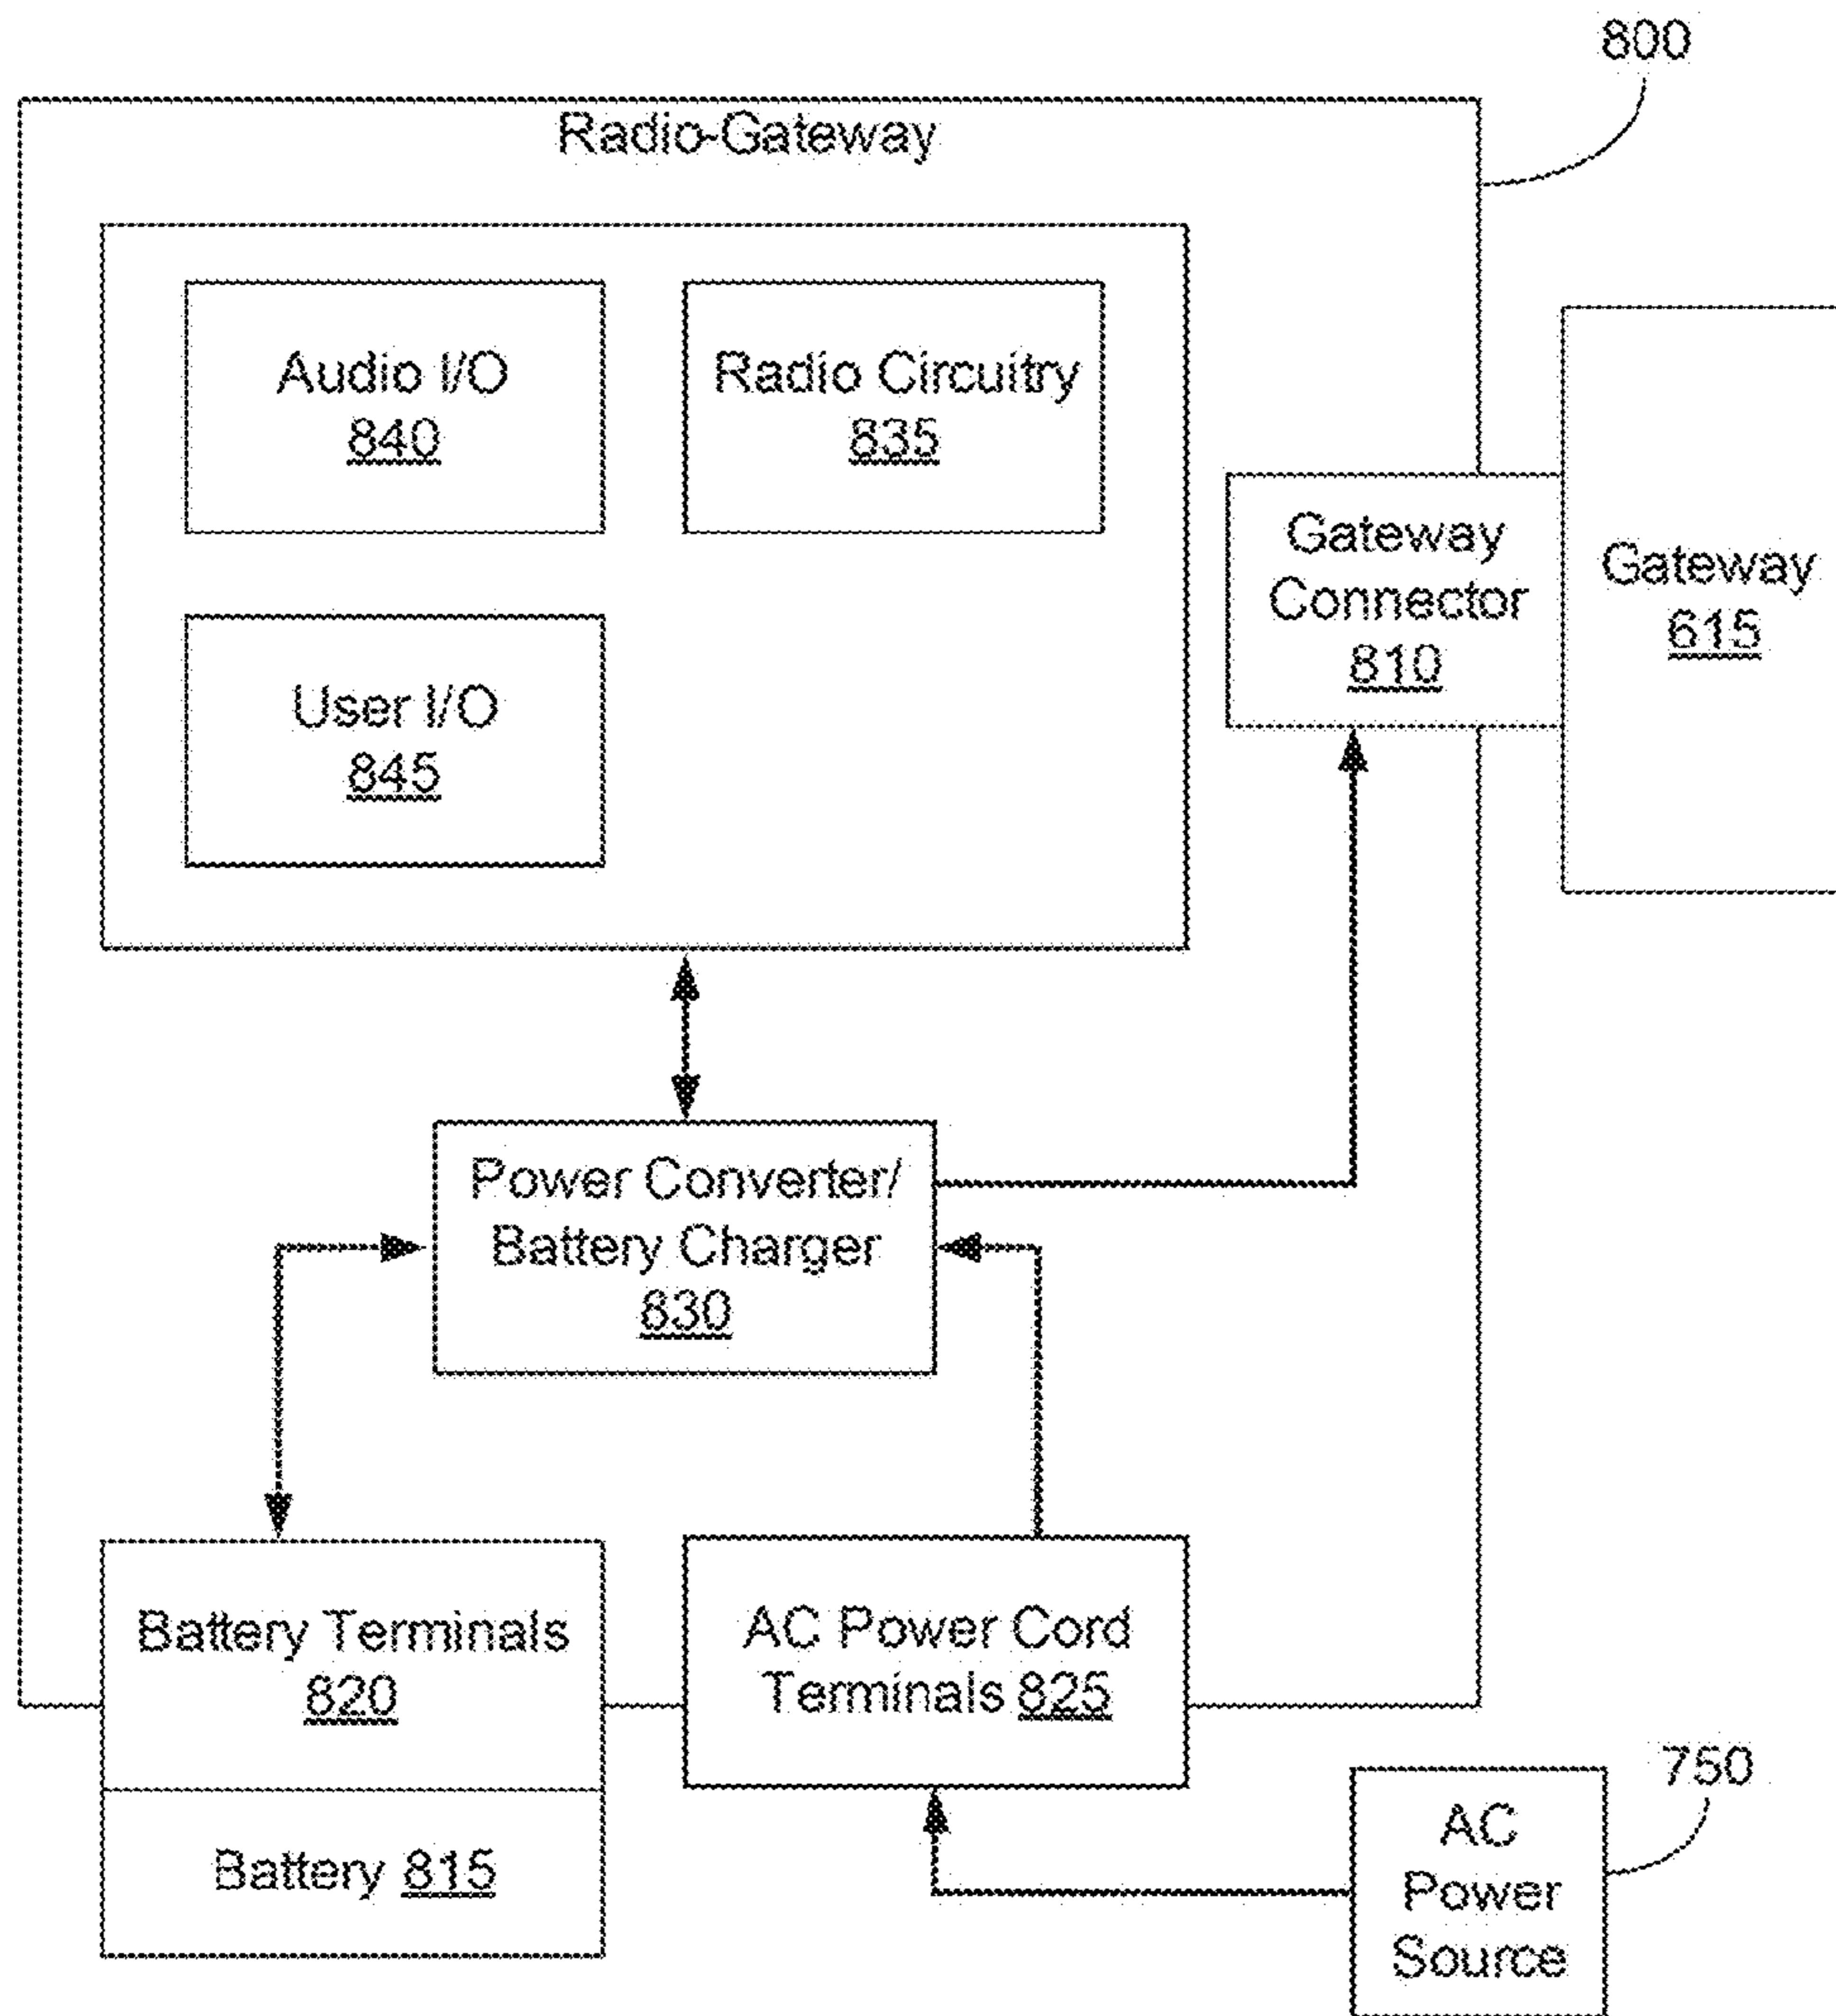 800
Radio-Gateway
Audio I/O
840
Radio Circuitry
835
Gateway
Connector
810
Gateway
615
User I/O
845
Power Converter/
Battery Charger
830
Battery Terminals
820
AC Power Cord
Terminals 825
Battery 815
750
AC
Power
Source